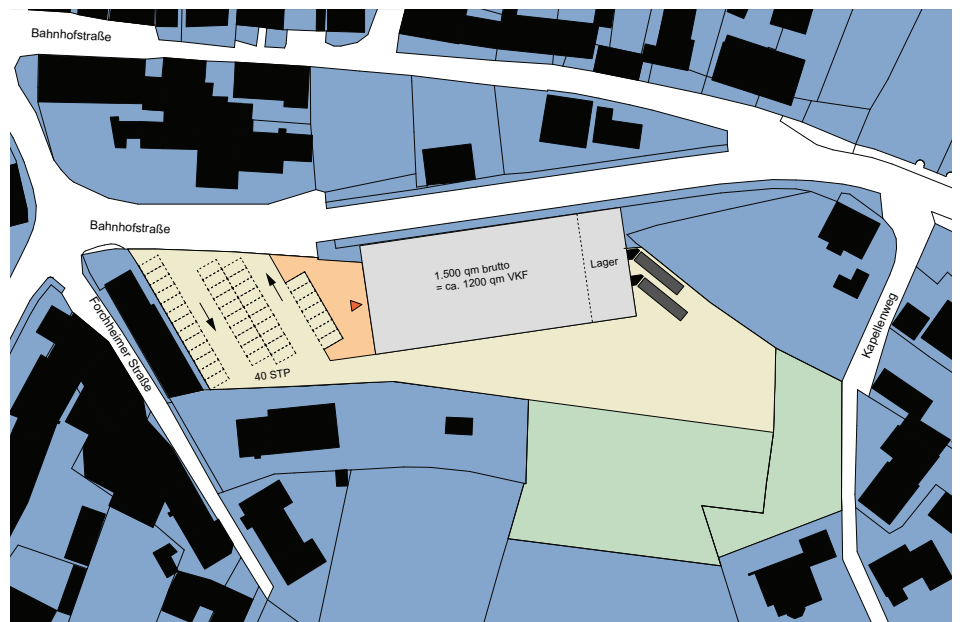 Bahnhofstraße
Bahnhofstraße
1.500 qm brutto
= ca. 1200 qm VKF
Lager
Forchheimer Straße
40 STP
Kapellenweg